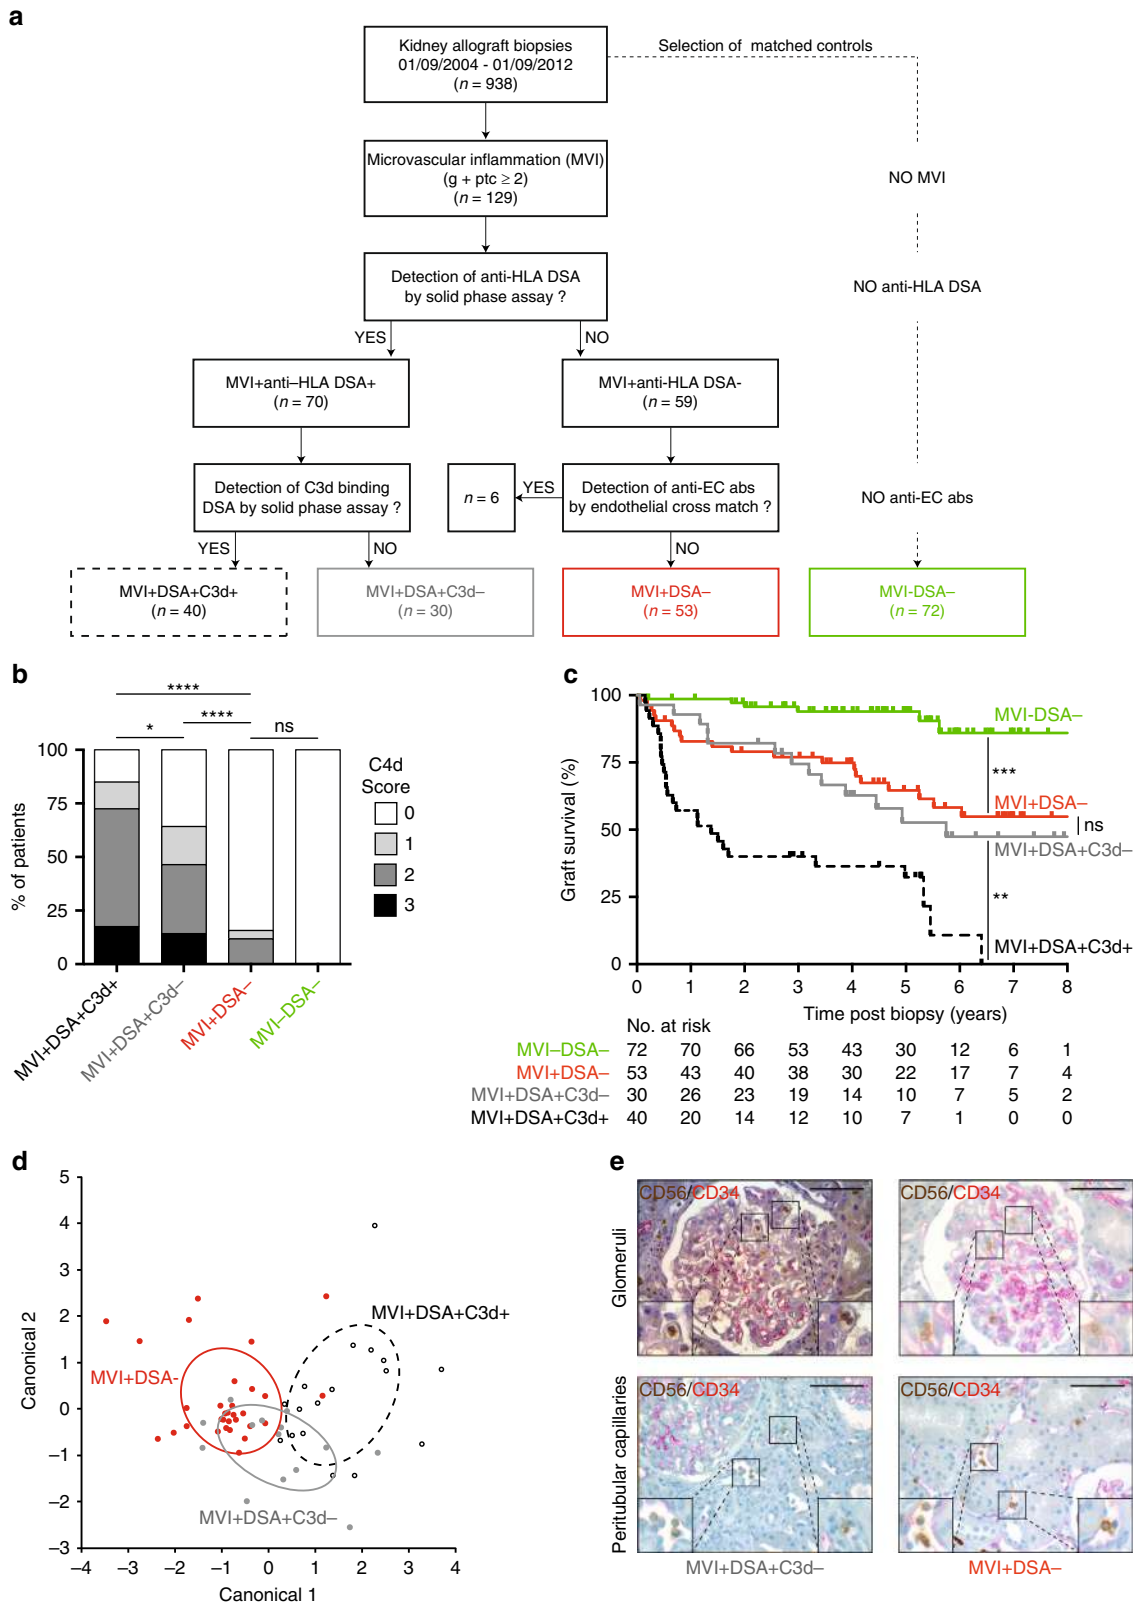 a
Kidney allograft biopsies
01/09/2004 - 01/09/2012
(n = 938)
Selection of matched controls
Microvascular inflammation (MVI)
(g + ptc ≥ 2)
(n = 129)
NO MVI
Detection of anti-HLA DSA
by solid phase assay ?
NO anti-HLA DSA
YES
NO
MVI+anti–HLA DSA+
(n = 70)
MVI+anti-HLA DSA-
(n = 59)
Detection of C3d binding
DSA by solid phase assay ?
n = 6
YES
Detection of anti-EC abs
by endothelial cross match ?
NO anti-EC abs
YES
NO
NO
MVI+DSA+C3d+
(n = 40)
MVI+DSA+C3d–
(n = 30)
MVI+DSA–
(n = 53)
MVI-DSA–
(n = 72)
b
****
*
****
ns
% of patients
100
75
50
25
0
C4d
Score
0
1
2
3
MVI+DSA+C3d+
MVI+DSA+C3d–
MVI+DSA–
MVI–DSA–
c
Graft survival (%)
100
75
50
25
0
MVI-DSA–
***
MVI+DSA–
ns
MVI+DSA+C3d–
**
MVI+DSA+C3d+
0 1 2 3 4 5 6 7 8
Time post biopsy (years)
No. at risk
MVI–DSA– 72 70 66 53 43 30 12 6 1
MVI+DSA– 53 43 40 38 30 22 17 7 4
MVI+DSA+C3d– 30 26 23 19 14 10 7 5 2
MVI+DSA+C3d+ 40 20 14 12 10 7 1 0 0
d
Canonical 2
5
4
3
2
1
0
–1
–2
–3
MVI+DSA+C3d+
MVI+DSA-
MVI+DSA+C3d–
–4 –3 –2 –1 0 1 2 3 4
Canonical 1
e
Glomeruli
CD56/CD34
CD56/CD34
Peritubular capillaries
CD56/CD34
CD56/CD34
MVI+DSA+C3d–
MVI+DSA–